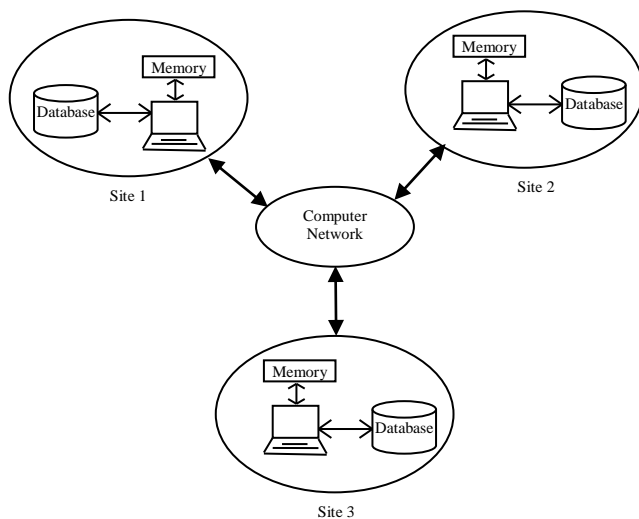 Memory
Database
Site 1
Memory
Database
Site 2
Computer
Network
Memory
Database
Site 3